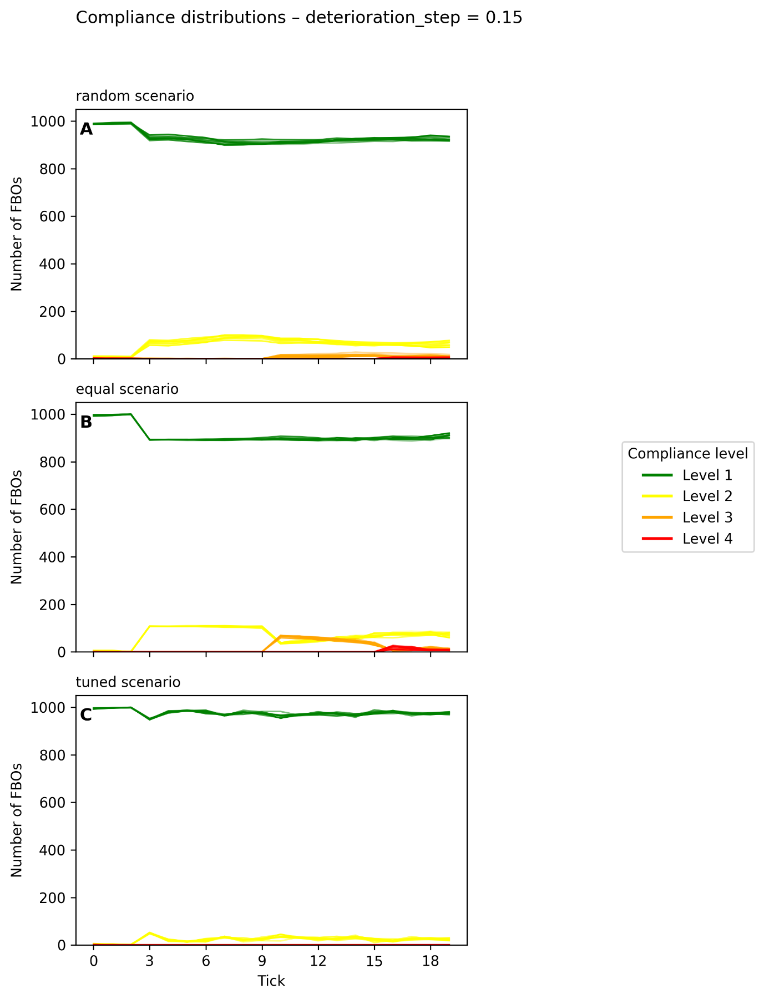 Compliance distributions – deterioration_step = 0.15
random scenario
A
1000
800
600
400
200
0
Number of FBOs
equal scenario
B
1000
800
600
400
200
0
Number of FBOs
Compliance level
Level 1
Level 2
Level 3
Level 4
tuned scenario
C
1000
800
600
400
200
0
Number of FBOs
0 3 6 9 12 15 18
Tick